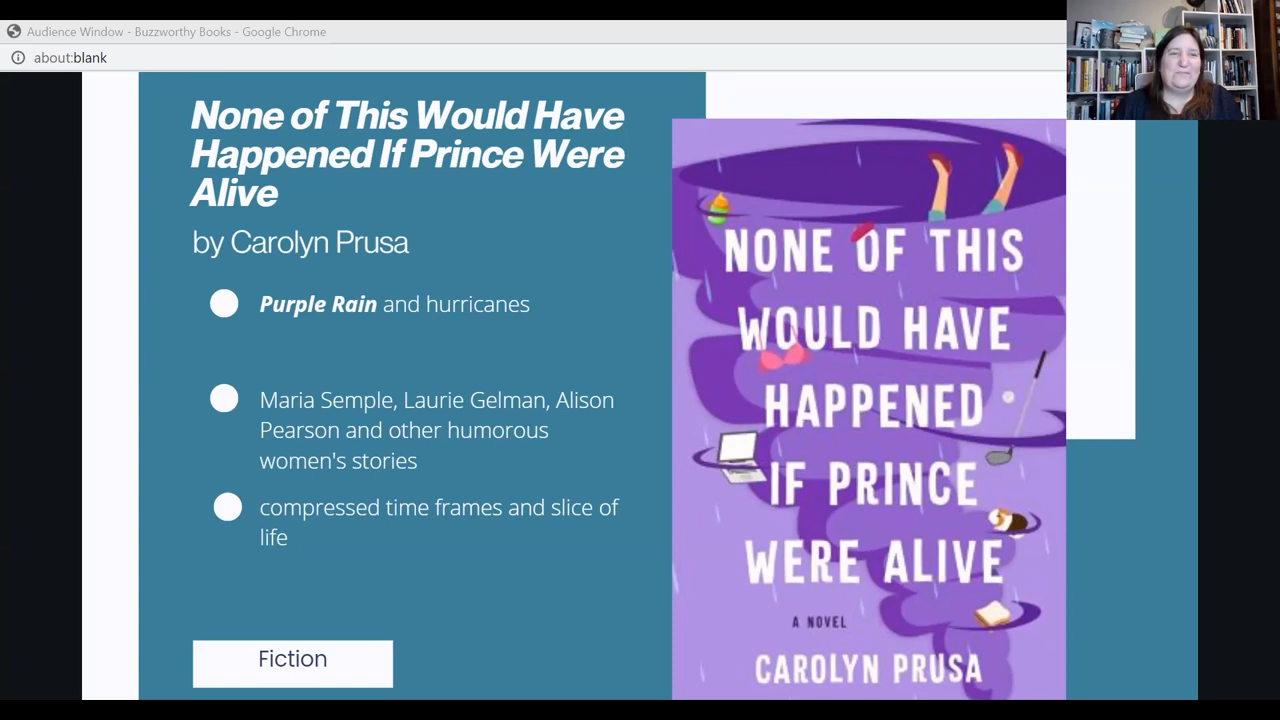 Audience Window - Buzzworthy Books - Google Chrome
about:blank
None of This Would Have
Happened If Prince Were
Alive
by Carolyn Prusa
Purple Rain and hurricanes
Maria Semple, Laurie Gelman, Alison
Pearson and other humorous
women's stories
compressed time frames and slice of
life
Fiction
NONE OF THIS
WOULD HAVE
HAPPENED
IF PRINCE
WERE ALIVE
A NOVEL
CAROLYN PRUSA